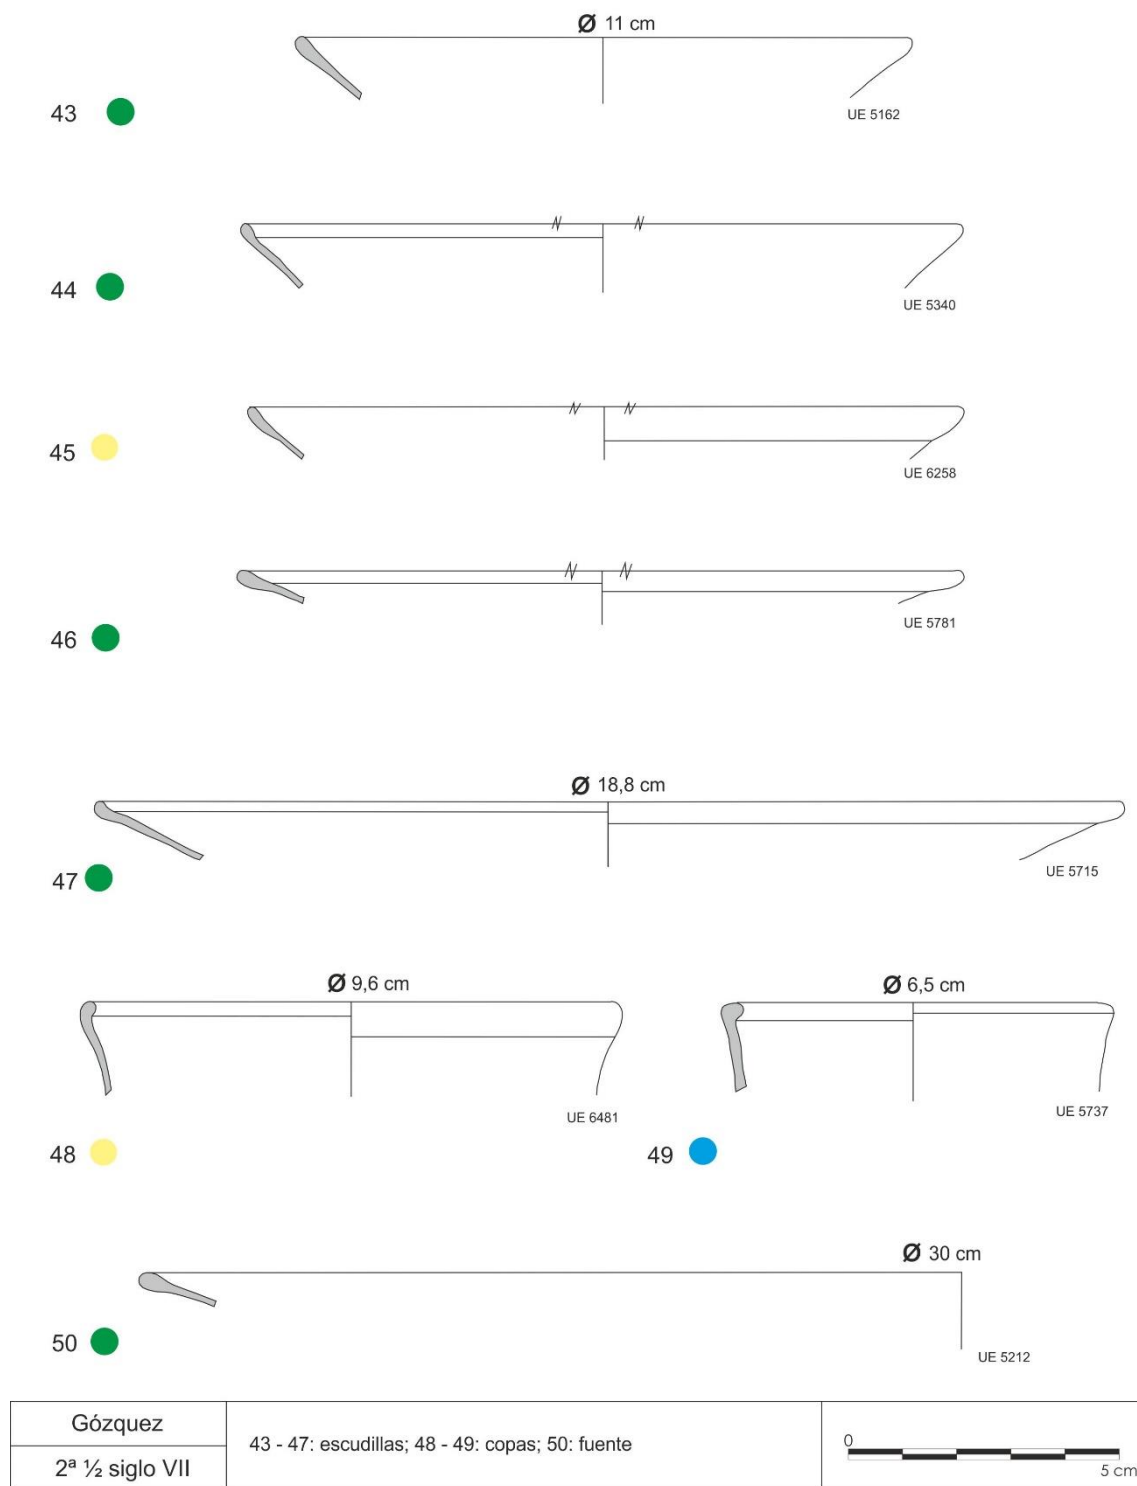 Ø 11 cm
43
UE 5162
44
UE 5340
45
UE 6258
46
UE 5781
Ø 18,8 cm
47
UE 5715
Ø 9,6 cm
Ø 6,5 cm
UE 6481
UE 5737
48
49
Ø 30 cm
50
UE 5212
Gózquez
2ª ½ siglo VII
43 - 47: escudillas; 48 - 49: copas; 50: fuente
0
5 cm